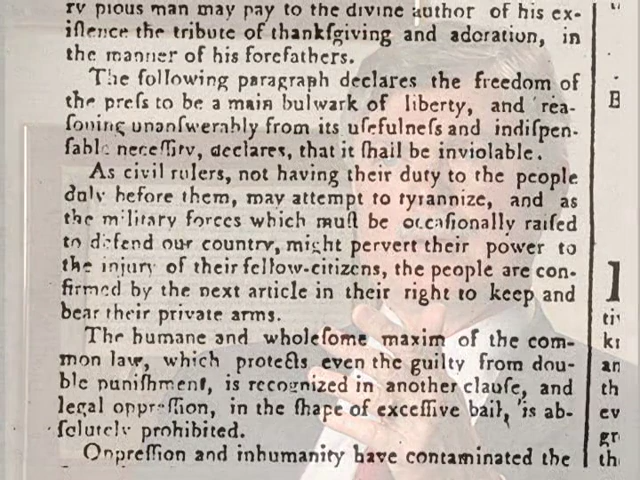 ry pious man may pay to the divine author of his ex-
iſtence the tribute of thankſgiving and adoration, in
the manner of his forefathers.
The following paragraph declares the freedom of
the preſs to be a main bulwark of liberty, and rea-
ſoning unanſwerably from its uſefulneſs and indiſpen-
ſable neceſſity, declares, that it ſhall be inviolable.
As civil rulers, not having their duty to the people
duly before them, may attempt to tyrannize, and as
the military forces which muſt be occaſionally raiſed
to defend our country, might pervert their power to
the injury of their fellow-citizens, the people are con-
firmed by the next article in their right to keep and
bear their private arms.
The humane and wholeſome maxim of the com-
mon law, which protects even the guilty from dou-
ble puniſhment, is recognized in another clauſe, and
legal oppreſſion, in the ſhape of exceſſive bail, is ab-
ſolutely prohibited.
Oppreſſion and inhumanity have contaminated the